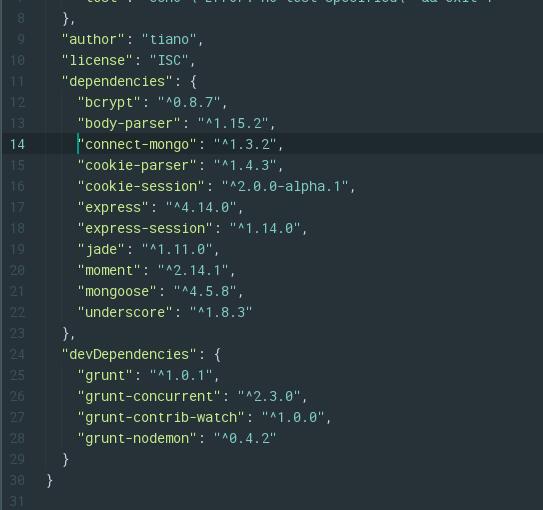 8 },
9 "author": "tiano",
10 "license": "ISC",
11 "dependencies": {
12 "bcrypt": "^0.8.7",
13 "body-parser": "^1.15.2",
14 "connect-mongo": "^1.3.2",
15 "cookie-parser": "^1.4.3",
16 "cookie-session": "^2.0.0-alpha.1",
17 "express": "^4.14.0",
18 "express-session": "^1.14.0",
19 "jade": "^1.11.0",
20 "moment": "^2.14.1",
21 "mongoose": "^4.5.8",
22 "underscore": "^1.8.3"
23 },
24 "devDependencies": {
25 "grunt": "^1.0.1",
26 "grunt-concurrent": "^2.3.0",
27 "grunt-contrib-watch": "^1.0.0",
28 "grunt-nodemon": "^0.4.2"
29 }
30 }
31